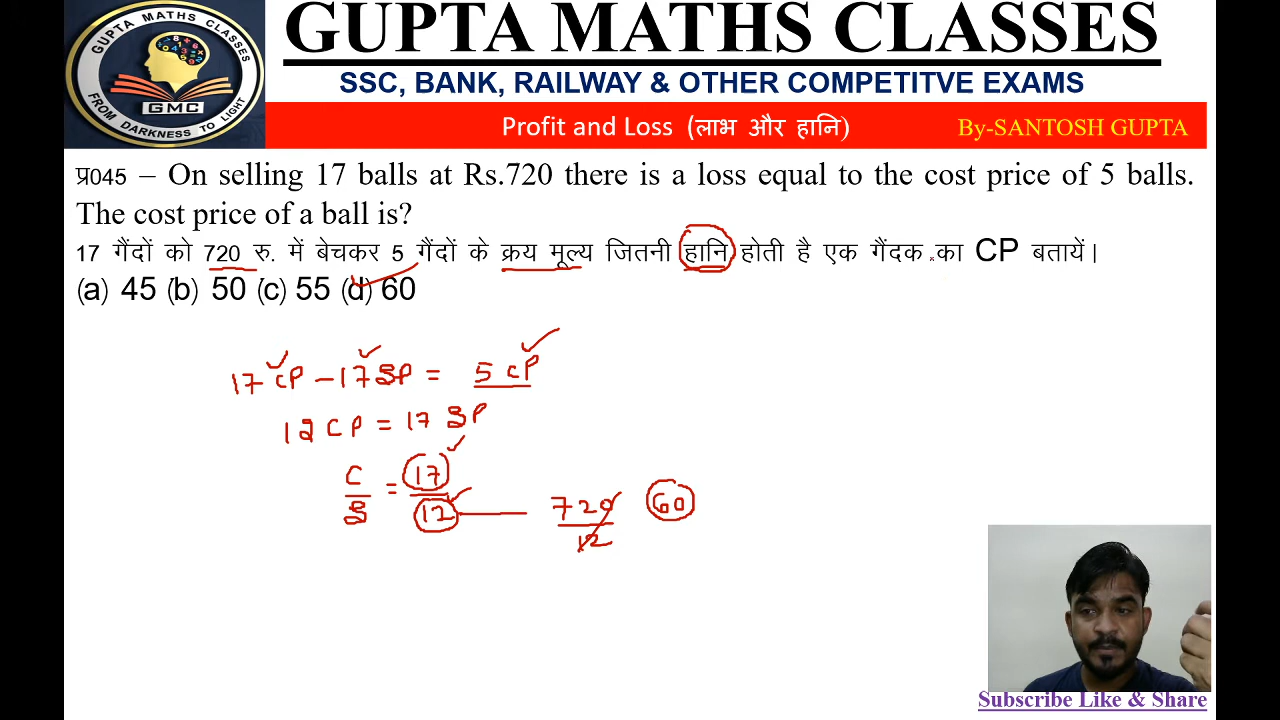 GUPTA MATHS CLASSES
GMC
FROM DARKNESS TO LIGHT
GUPTA MATHS CLASSES
SSC, BANK, RAILWAY & OTHER COMPETITVE EXAMS
Profit and Loss (लाभ और हानि) By-SANTOSH GUPTA
प्र045 – On selling 17 balls at Rs.720 there is a loss equal to the cost price of 5 balls.
The cost price of a ball is?
17 गैंदों को 720 रु. में बेचकर 5 गैंदों के क्रय मूल्य जितनी हानि होती है एक गैंदक का CP बतायें।
(a) 45 (b) 50 (c) 55 (d) 60
17 CP – 17 SP = 5 CP
12 CP = 17 SP
C/S = 17/12 720/12 60
Subscribe Like & Share